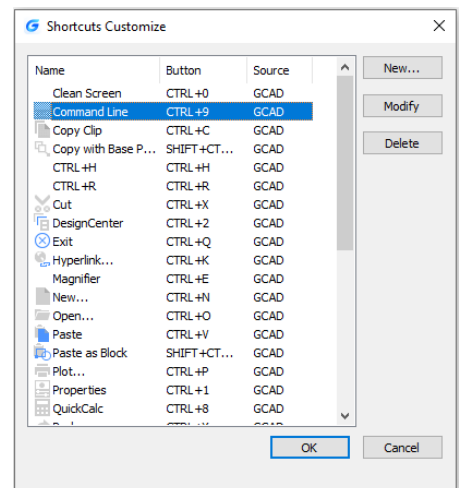 Shortcuts Customize
Name Button Source
Clean Screen CTRL+0 GCAD
Command Line CTRL+9 GCAD
Copy Clip CTRL+C GCAD
Copy with Base P... SHIFT+CT... GCAD
CTRL+H CTRL+H GCAD
CTRL+R CTRL+R GCAD
Cut CTRL+X GCAD
DesignCenter CTRL+2 GCAD
Exit CTRL+Q GCAD
Hyperlink... CTRL+K GCAD
Magnifier CTRL+E GCAD
New... CTRL+N GCAD
Open... CTRL+O GCAD
Paste CTRL+V GCAD
Paste as Block SHIFT+CT... GCAD
Plot... CTRL+P GCAD
Properties CTRL+1 GCAD
QuickCalc CTRL+8 GCAD
New...
Modify
Delete
OK Cancel